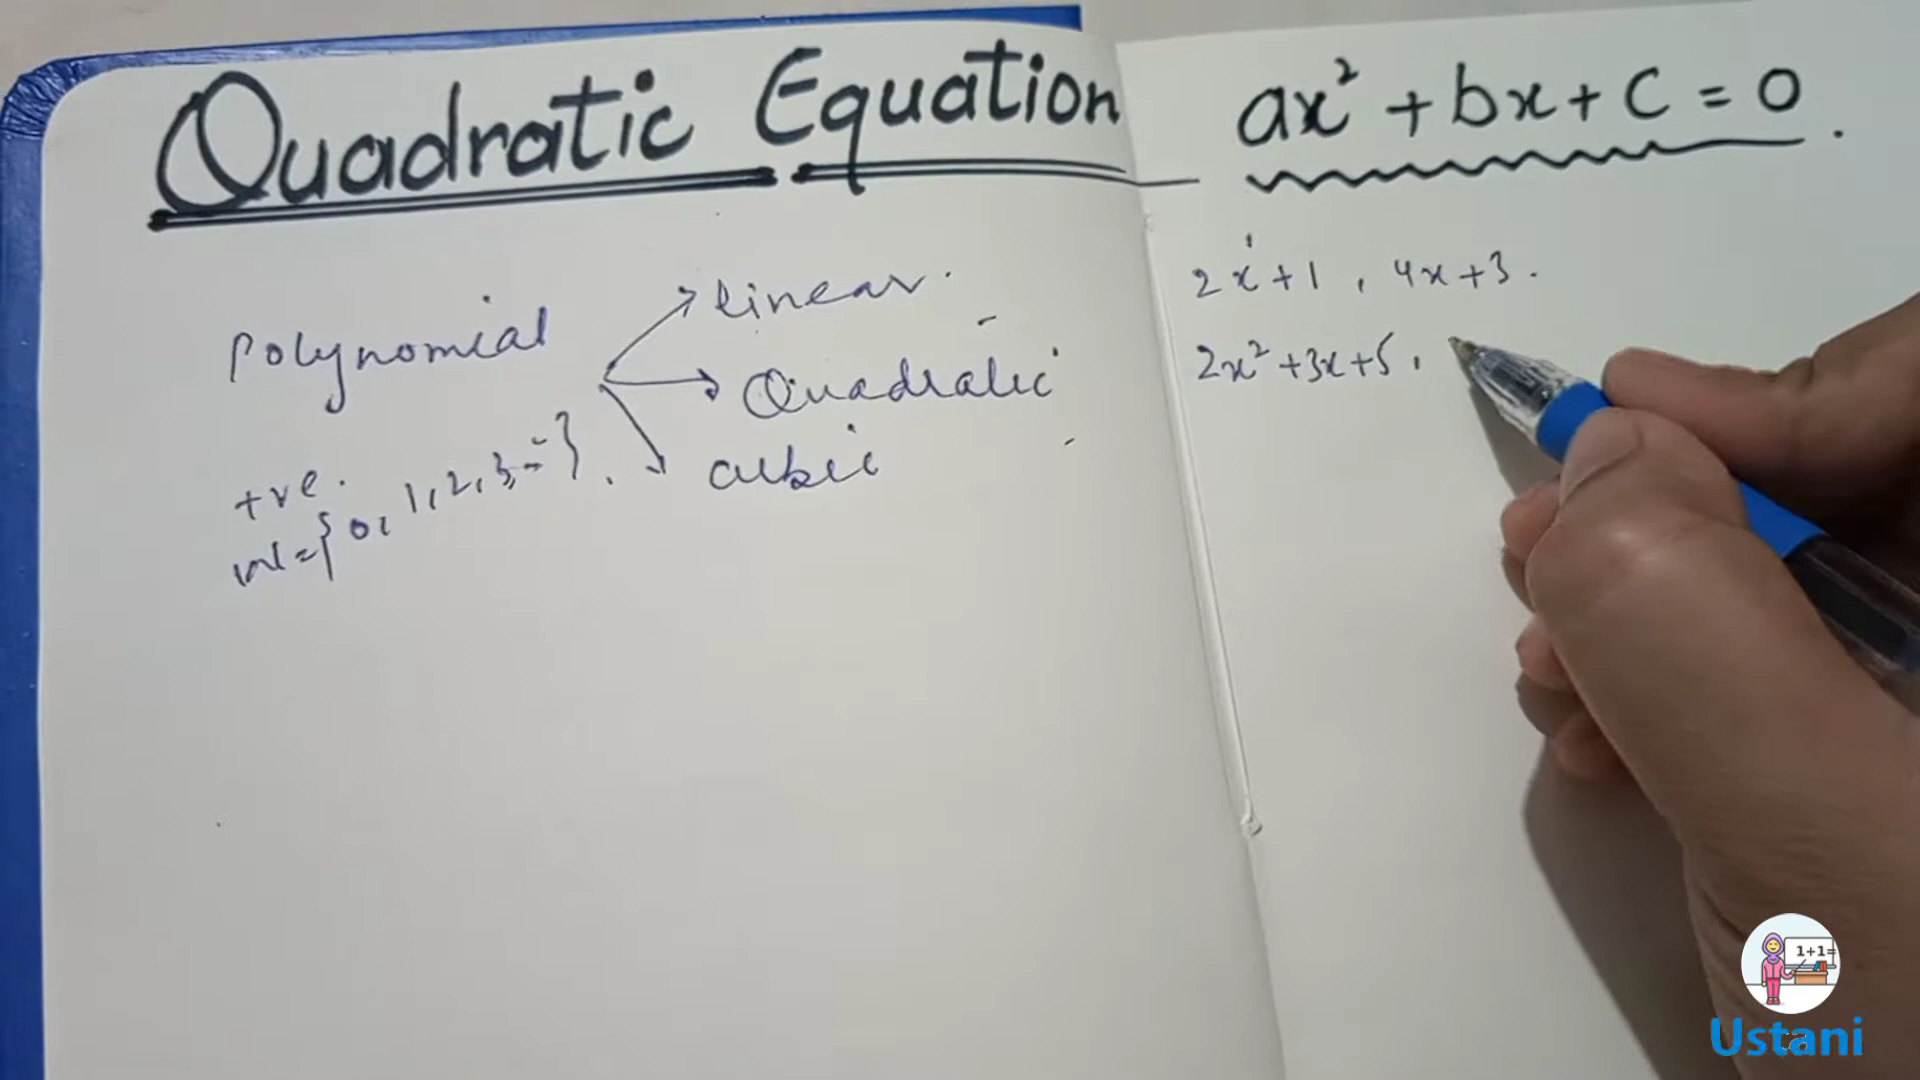 Quadratic Equation
ax² + bx + c = 0.
Polynomial
linear.
Quadratic
cubic
+ve.
W={0, 1, 2, 3, --}.
2x¹+1, 4x+3.
2x²+3x+5,
1+1=
Ustani